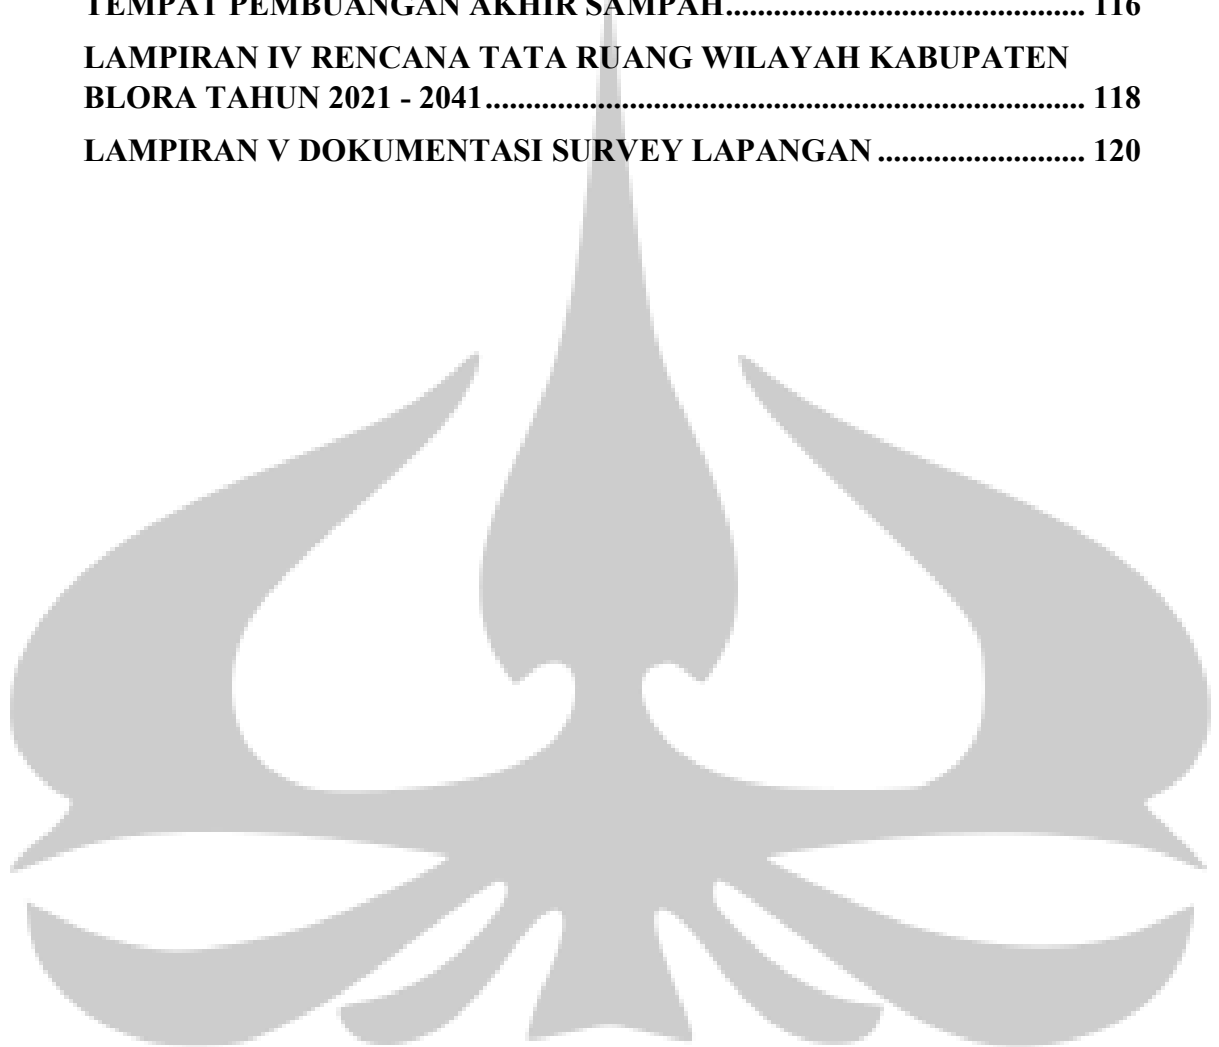 TEMPAT PEMBUANGAN AKHIR SAMPAH............................................. 116
LAMPIRAN IV RENCANA TATA RUANG WILAYAH KABUPATEN
BLORA TAHUN 2021 - 2041........................................................................... 118
LAMPIRAN V DOKUMENTASI SURVEY LAPANGAN .......................... 120